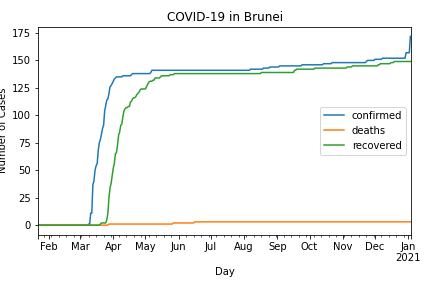 COVID-19 in Brunei
175
150
125
100
75
50
25
0
Number of Cases
confirmed
deaths
recovered
Feb Mar Apr May Jun Jul Aug Sep Oct Nov Dec Jan
2021
Day